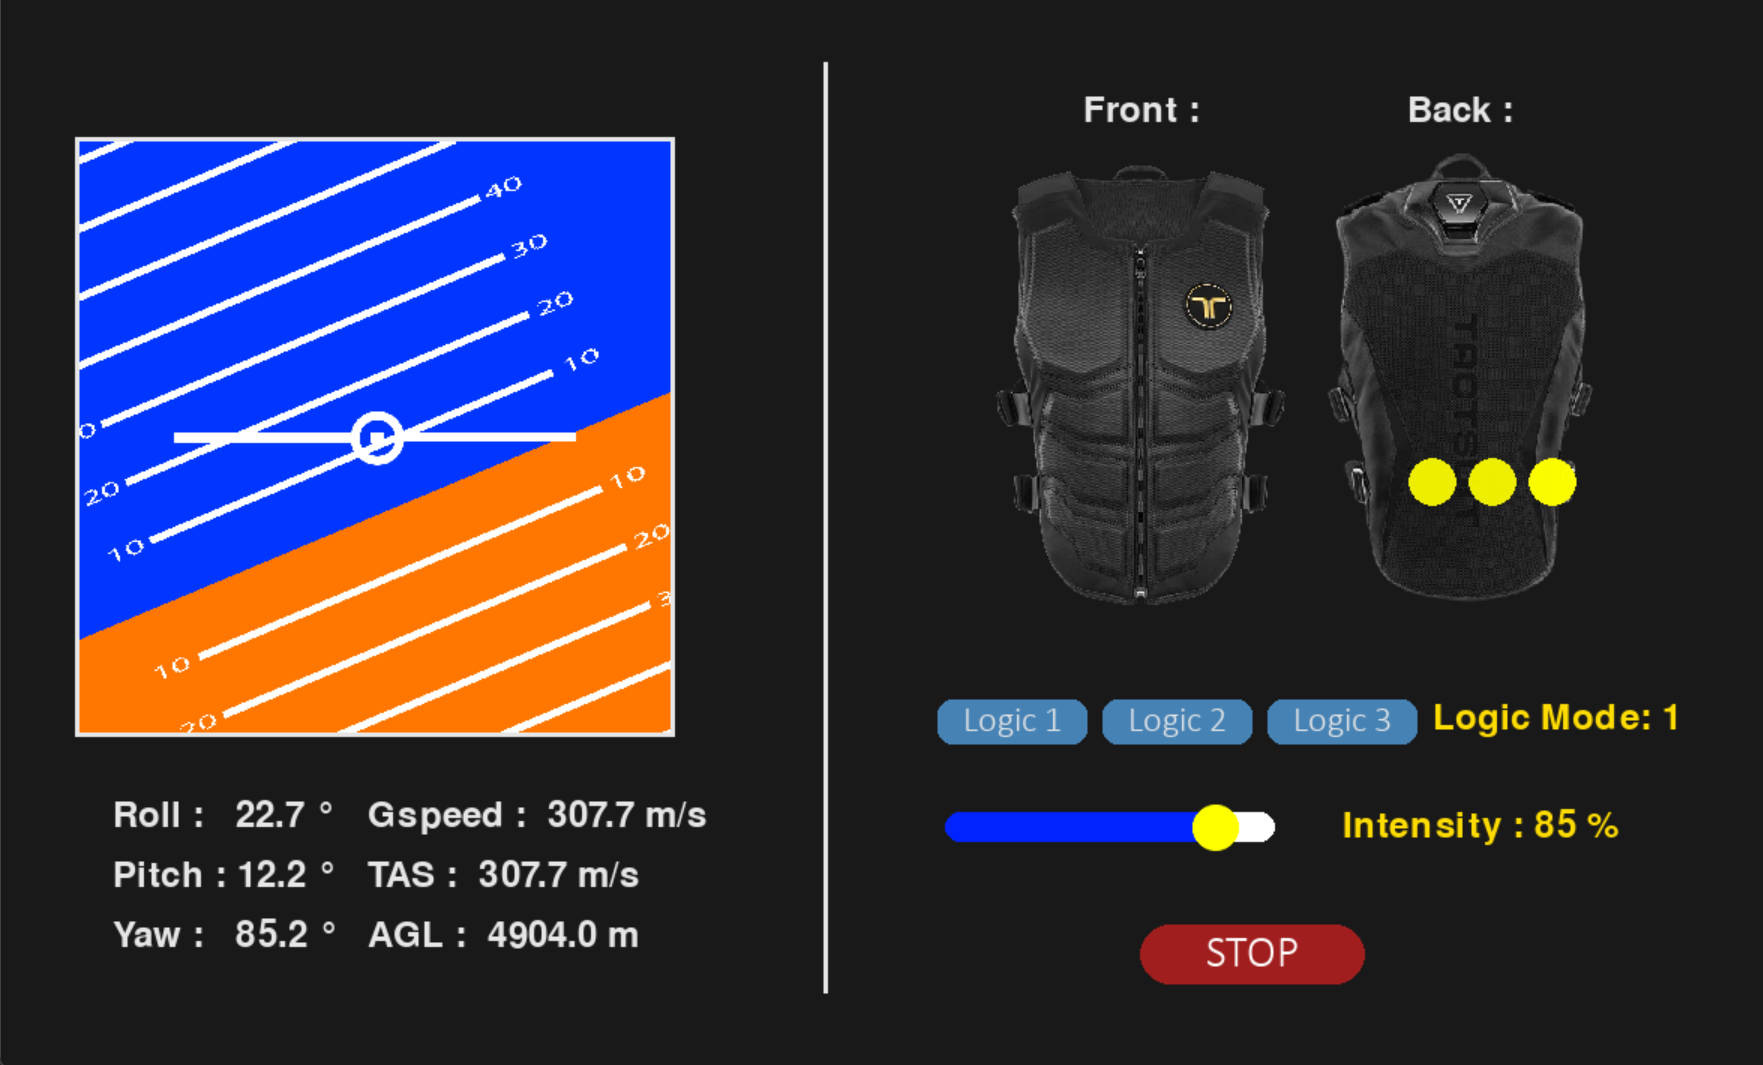 40
30
20
10
0
20
10
10
20
3
10
20
Roll : 22.7 ° Gspeed : 307.7 m/s
Pitch : 12.2 ° TAS : 307.7 m/s
Yaw : 85.2 ° AGL : 4904.0 m
Front : Back :
Logic 1 Logic 2 Logic 3 Logic Mode: 1
Intensity : 85 %
STOP